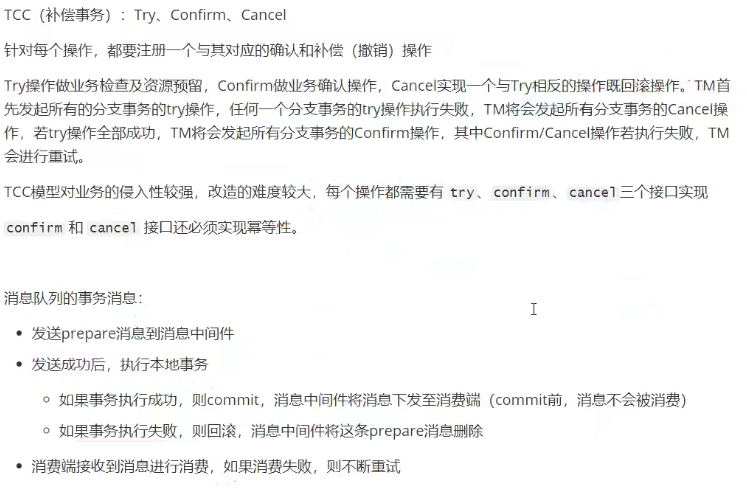 TCC（补偿事务）：Try、Confirm、Cancel
针对每个操作，都要注册一个与其对应的确认和补偿（撤销）操作
Try操作做业务检查及资源预留，Confirm做业务确认操作，Cancel实现一个与Try相反的操作既回滚操作。TM首
先发起所有的分支事务的try操作，任何一个分支事务的try操作执行失败，TM将会发起所有分支事务的Cancel操
作，若try操作全部成功，TM将会发起所有分支事务的Confirm操作，其中Confirm/Cancel操作若执行失败，TM
会进行重试。
TCC模型对业务的侵入性较强，改造的难度较大，每个操作都需要有 try、confirm、cancel三个接口实现
confirm 和 cancel 接口还必须实现幂等性。
消息队列的事务消息：
• 发送prepare消息到消息中间件
• 发送成功后，执行本地事务
◦ 如果事务执行成功，则commit，消息中间件将消息下发至消费端（commit前，消息不会被消费）
◦ 如果事务执行失败，则回滚，消息中间件将这条prepare消息删除
• 消费端接收到消息进行消费，如果消费失败，则不断重试